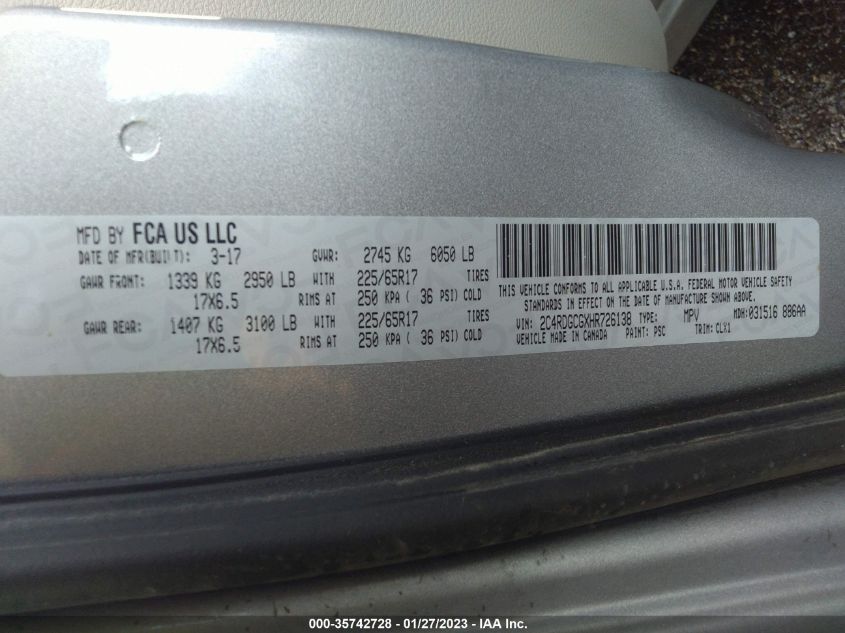 MFD BY FCA US LLC
DATE OF MFR(BUILT): 3-17 GVWR: 2745 KG 6050 LB
GAWR FRONT: 1339 KG 2950 LB WITH 225/65R17 TIRES
17X6.5 RIMS AT 250 KPA ( 36 PSI) COLD
GAWR REAR: 1407 KG 3100 LB WITH 225/65R17 TIRES
17X6.5 RIMS AT 250 KPA ( 36 PSI) COLD
THIS VEHICLE CONFORMS TO ALL APPLICABLE U.S.A. FEDERAL MOTOR VEHICLE SAFETY
STANDARDS IN EFFECT ON THE DATE OF MANUFACTURE SHOWN ABOVE.
VIN: 2C4RDGCGXHR726138 TYPE: MPV MDH: 031516 886AA
VEHICLE MADE IN CANADA PAINT: PSC TRIM: CLX1
000-35742728 - 01/27/2023 - IAA Inc.